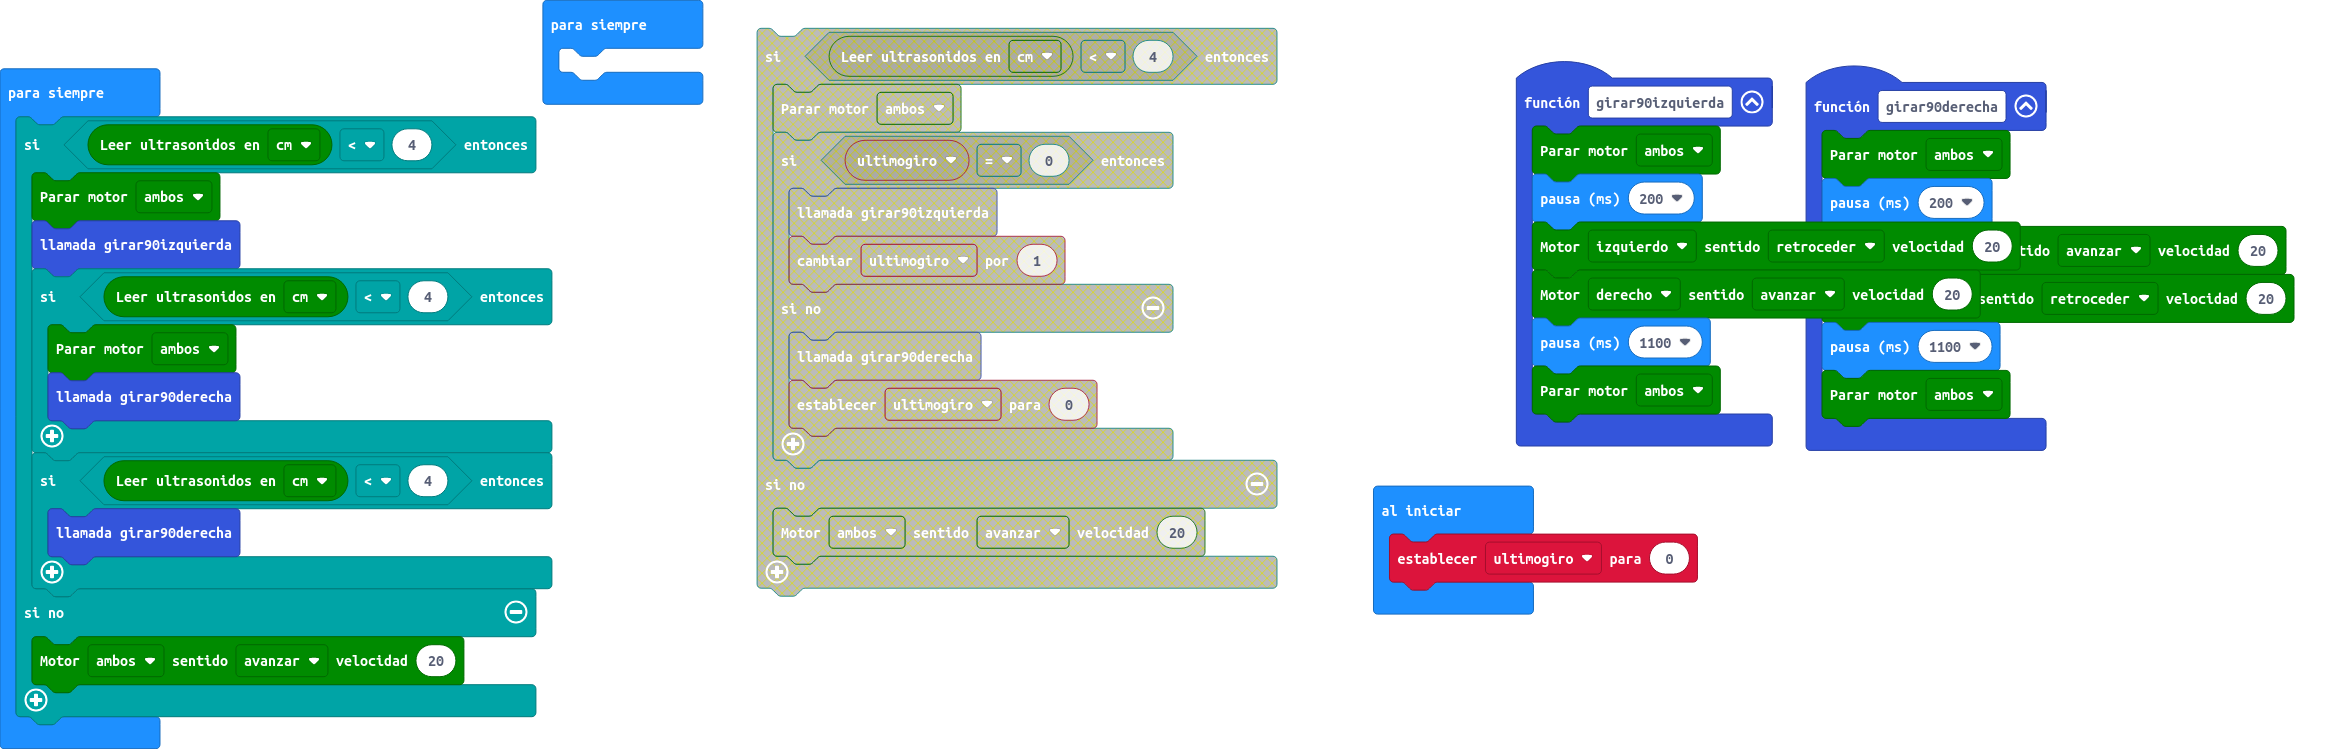 para siempre
si Leer ultrasonidos en cm < 4 entonces
Parar motor ambos
llamada girar90izquierda
si Leer ultrasonidos en cm < 4 entonces
Parar motor ambos
llamada girar90derecha
si Leer ultrasonidos en cm < 4 entonces
llamada girar90derecha
si no
Motor ambos sentido avanzar velocidad 20
para siempre
si Leer ultrasonidos en cm < 4 entonces
Parar motor ambos
si ultimogiro = 0 entonces
llamada girar90izquierda
cambiar ultimogiro por 1
si no
llamada girar90derecha
establecer ultimogiro para 0
si no
Motor ambos sentido avanzar velocidad 20
función girar90izquierda
Parar motor ambos
pausa (ms) 200
Motor izquierdo sentido retroceder velocidad 20
Motor derecho sentido avanzar velocidad 20
pausa (ms) 1100
Parar motor ambos
función girar90derecha
Parar motor ambos
pausa (ms) 200
tido avanzar velocidad 20
sentido retroceder velocidad 20
pausa (ms) 1100
Parar motor ambos
al iniciar
establecer ultimogiro para 0